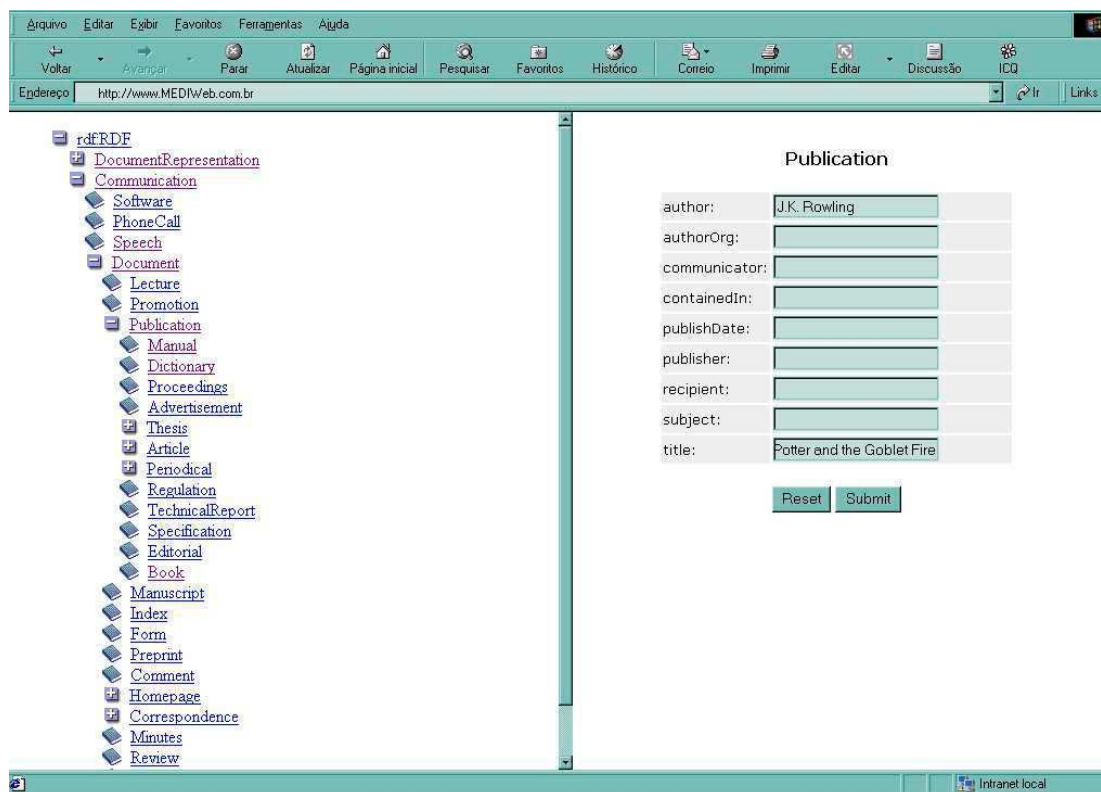 Arquivo Editar Exibir Favoritos Ferramentas Ajuda
Voltar Avançar Parar Atualizar Página inicial Pesquisar Favoritos Histórico Correio Imprimir Editar Discussão ICQ
Endereço http://www.MEDIWeb.com.br Ir Links
rdf:RDF
DocumentRepresentation
Communication
Software
PhoneCall
Speech
Document
Lecture
Promotion
Publication
Manual
Dictionary
Proceedings
Advertisement
Thesis
Article
Periodical
Regulation
TechnicalReport
Specification
Editorial
Book
Manuscript
Index
Form
Preprint
Comment
Homepage
Correspondence
Minutes
Review
Publication
author: J.K. Rowling
authorOrg:
communicator:
containedIn:
publishDate:
publisher:
recipient:
subject:
title: Potter and the Goblet Fire
Reset Submit
Intranet local